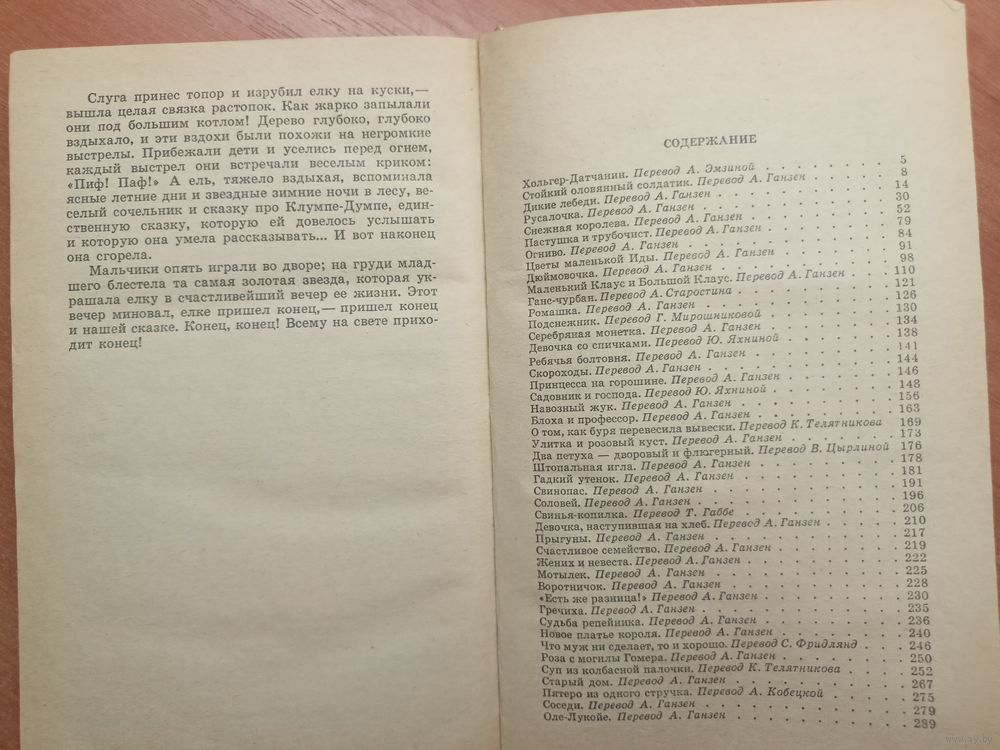 Слуга принес топор и изрубил елку на куски,—
вышла целая связка растопок. Как жарко запылали
они под большим котлом! Дерево глубоко, глубоко
вздыхало, и эти вздохи были похожи на негромкие
выстрелы. Прибежали дети и уселись перед огнем,
каждый выстрел они встречали веселым криком:
«Пиф! Паф!» А ель, тяжело вздыхая, вспоминала
ясные летние дни и звездные зимние ночи в лесу, ве-
селый сочельник и сказку про Клумпе-Думпе, един-
ственную сказку, которую ей довелось услышать
и которую она умела рассказывать... И вот наконец
она сгорела.
Мальчики опять играли во дворе; на груди млад-
шего блестела та самая золотая звезда, которая ук-
рашала елку в счастливейший вечер ее жизни. Этот
вечер миновал, елке пришел конец,— пришел конец
и нашей сказке. Конец, конец! Всему на свете прихо-
дит конец!
СОДЕРЖАНИЕ
Хольгер-Датчанин. Перевод А. Эмзиной 5
Стойкий оловянный солдатик. Перевод А. Ганзен 8
Дикие лебеди. Перевод А. Ганзен 14
Русалочка. Перевод А. Ганзен 30
Снежная королева. Перевод А. Ганзен 52
Пастушка и трубочист. Перевод А. Ганзен 79
Огниво. Перевод А. Ганзен 84
Цветы маленькой Иды. Перевод А. Ганзен 91
Дюймовочка. Перевод А. Ганзен 98
Маленький Клаус и Большой Клаус. Перевод А. Ганзен 110
Ганс-чурбан. Перевод А. Старостина 121
Ромашка. Перевод А. Ганзен 126
Подснежник. Перевод Г. Мирошниковой 130
Серебряная монетка. Перевод А. Ганзен 134
Девочка со спичками. Перевод Ю. Яхниной 138
Ребячья болтовня. Перевод А. Ганзен 141
Скороходы. Перевод А. Ганзен 144
Принцесса на горошине. Перевод А. Ганзен 146
Садовник и господа. Перевод Ю. Яхниной 148
Навозный жук. Перевод А. Ганзен 156
Блоха и профессор. Перевод А. Ганзен 163
О том, как буря перевесила вывески. Перевод К. Телятникова 169
Улитка и розовый куст. Перевод А. Ганзен 173
Два петуха — дворовый и флюгерный. Перевод В. Цырлиной 176
Штопальная игла. Перевод А. Ганзен 178
Гадкий утенок. Перевод А. Ганзен 181
Свинопас. Перевод А. Ганзен 191
Соловей. Перевод А. Ганзен 196
Свинья-копилка. Перевод Т. Габбе 206
Девочка, наступившая на хлеб. Перевод А. Ганзен 210
Прыгуны. Перевод А. Ганзен 217
Счастливое семейство. Перевод А. Ганзен 219
Жених и невеста. Перевод А. Ганзен 222
Мотылек. Перевод А. Ганзен 225
Воротничок. Перевод А. Ганзен 228
«Есть же разница!» Перевод А. Ганзен 230
Гречиха. Перевод А. Ганзен 235
Судьба репейника. Перевод А. Ганзен 236
Новое платье короля. Перевод А. Ганзен 240
Что муж ни сделает, то и хорошо. Перевод С. Фридлянд 246
Роза с могилы Гомера. Перевод А. Ганзен 250
Суп из колбасной палочки. Перевод К. Телятникова 252
Старый дом. Перевод А. Ганзен 267
Пятеро из одного стручка. Перевод А. Кобецкой 275
Соседи. Перевод А. Ганзен 279
Оле-Лукойе. Перевод А. Ганзен 289
www.ay.by